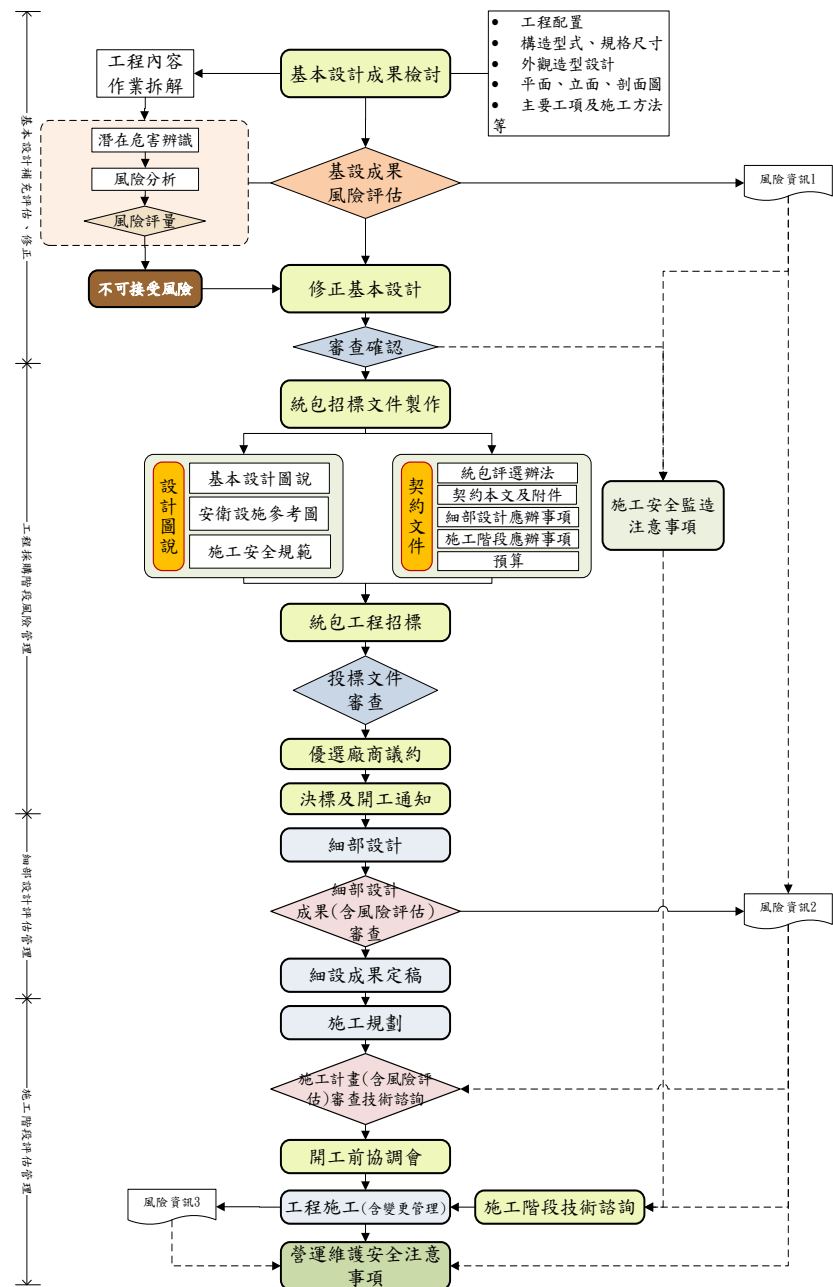 工程內容
作業拆解
基本設計成果檢討
• 工程配置
• 構造型式、規格尺寸
• 外觀造型設計
• 平面、立面、剖面圖
• 主要工項及施工方法
等
基本設計補充評估、修正
潛在危害辨識
風險分析
風險評量
基設成果
風險評估
風險資訊1
不可接受風險
修正基本設計
審查確認
工程採購階段風險管理
統包招標文件製作
設計圖說
基本設計圖說
安衛設施參考圖
施工安全規範
契約文件
統包評選辦法
契約本文及附件
細部設計應辦事項
施工階段應辦事項
預算
施工安全監造
注意事項
統包工程招標
投標文件
審查
優選廠商議約
決標及開工通知
細部設計評估管理
細部設計
細部設計
成果(含風險評估)
審查
風險資訊2
細設成果定稿
施工階段評估管理
施工規劃
施工計畫(含風險評
估)審查技術諮詢
開工前協調會
風險資訊3
工程施工(含變更管理)
施工階段技術諮詢
營運維護安全注意
事項